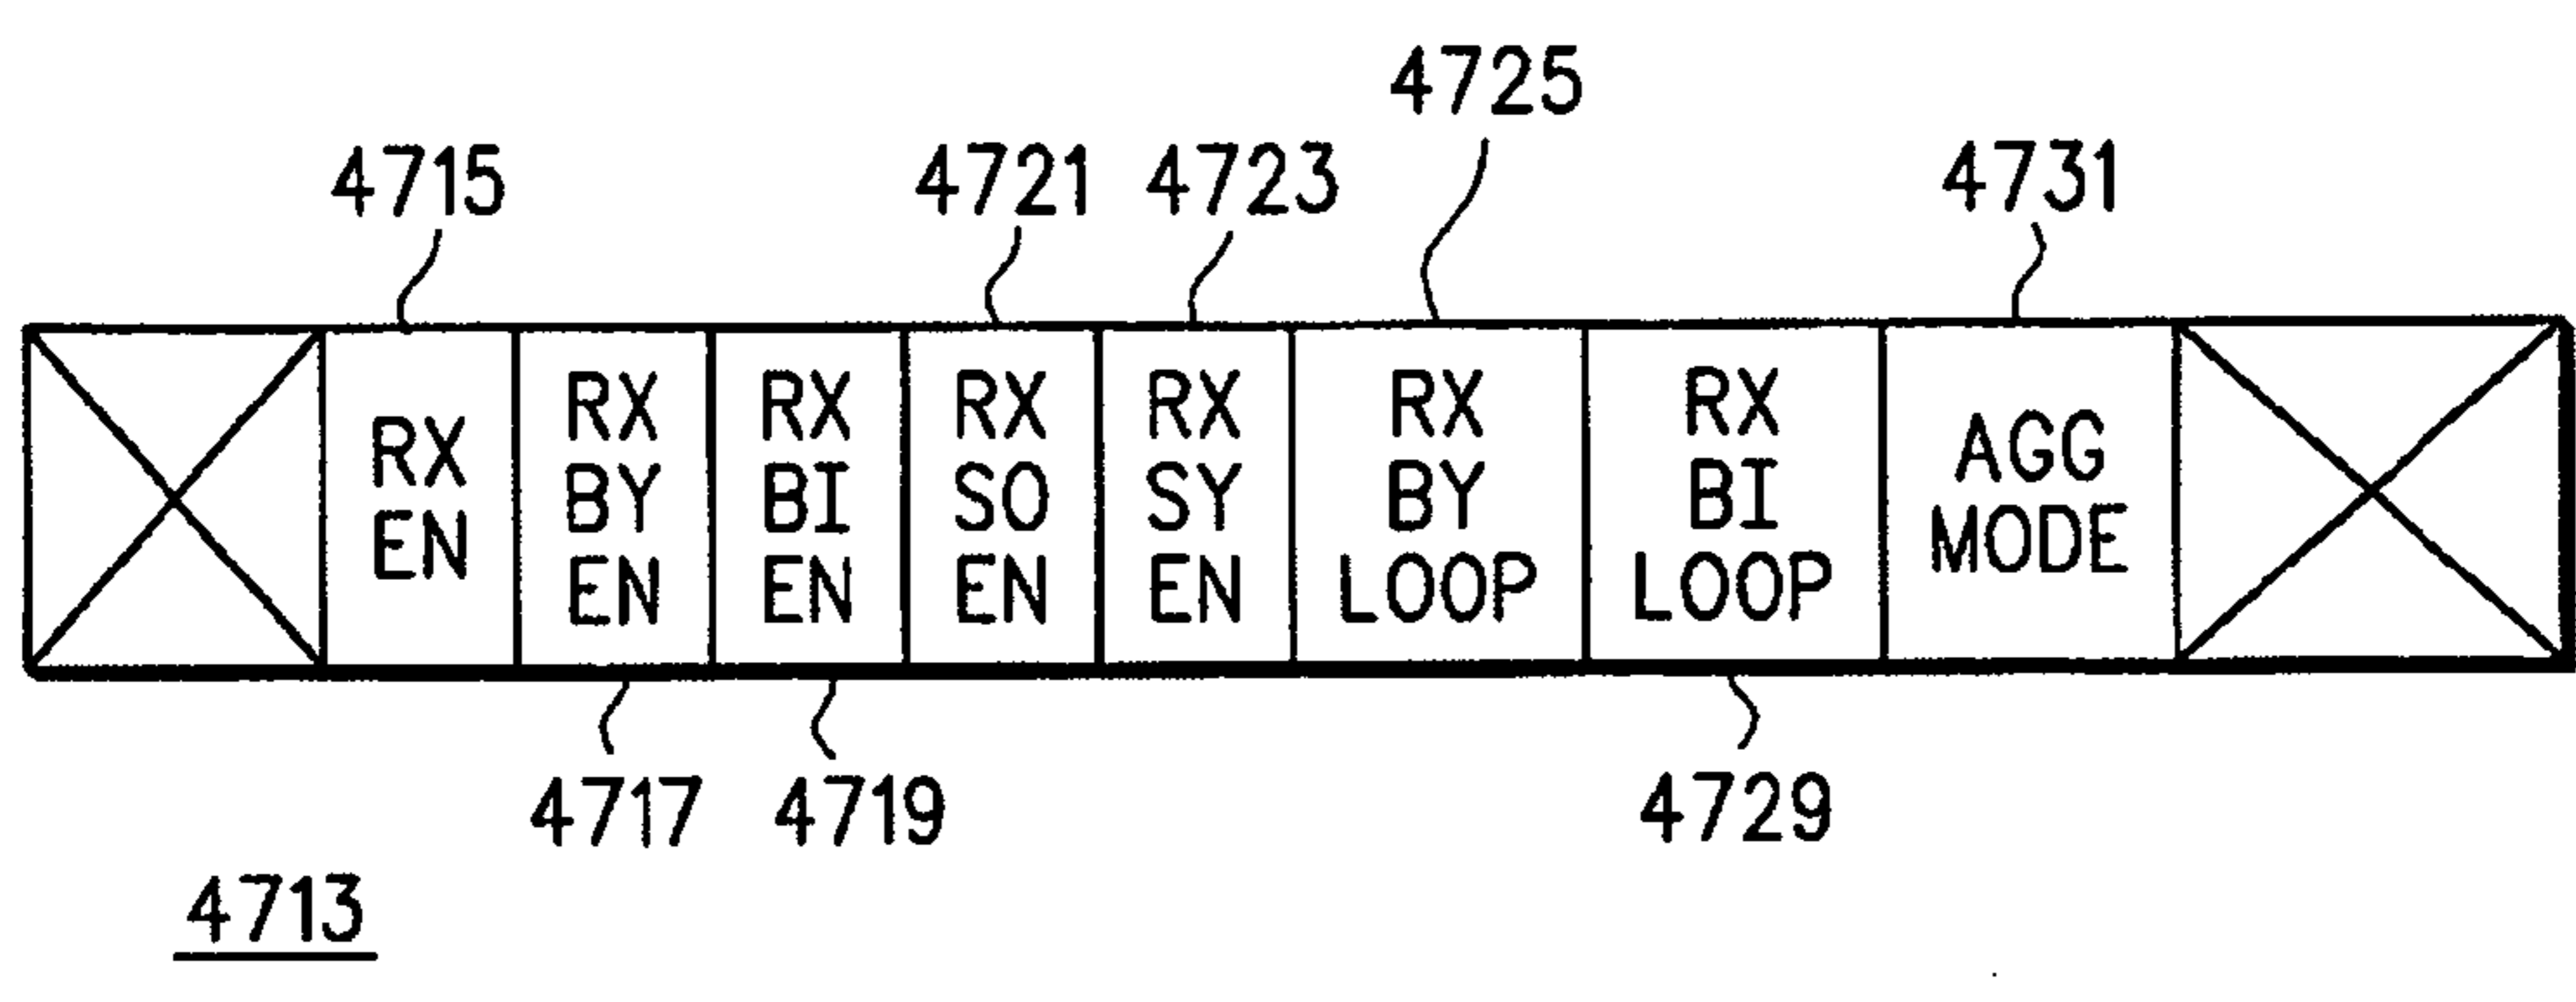 4725
4715
4721
4723
4731
RX
EN
RX
BY
EN
RX
BI
EN
RX
SO
EN
RX
SY
EN
RX
BY
LOOP
RX
BI
LOOP
AGG
MODE
4717
4719
4729
4713